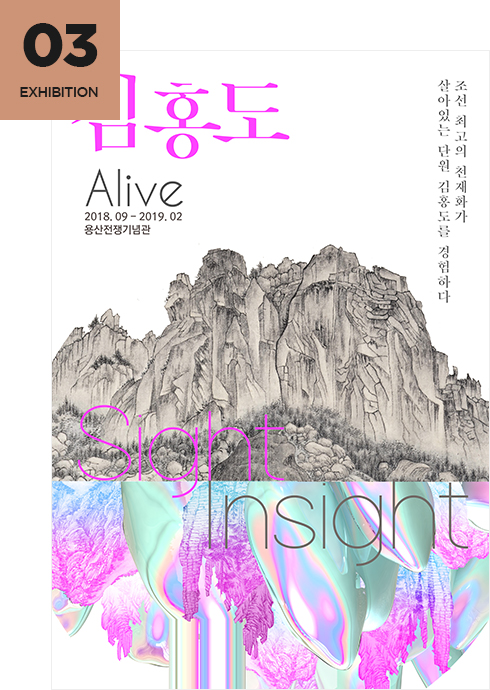 03
EXHIBITION
김홍도
Alive
2018. 09 – 2019. 02
용산전쟁기념관
조선 최고의 천재화가
살아있는 단원 김홍도를 경험하다
Sight
Insight